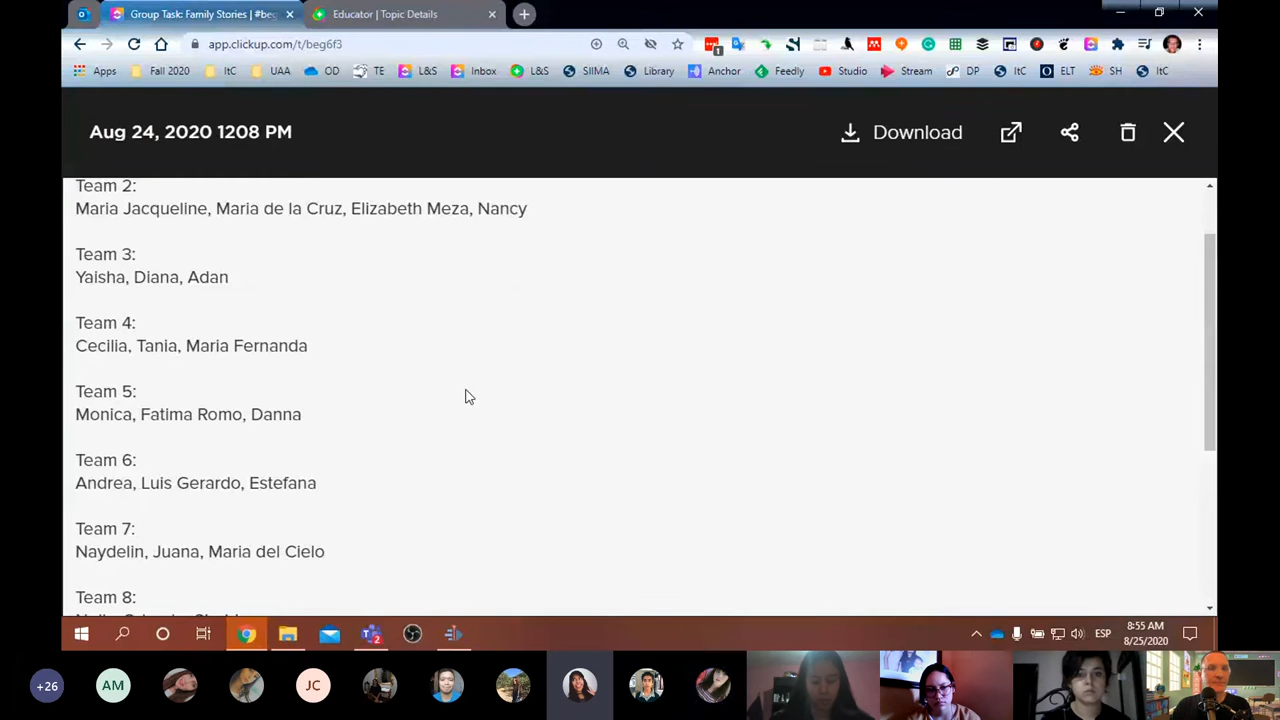 Group Task: Family Stories | #beg
Educator | Topic Details
app.clickup.com/t/beg6f3
1
Apps Fall 2020 ItC UAA OD TE L&S Inbox L&S SIIMA Library Anchor Feedly Studio Stream DP ItC ELT SH ItC
Aug 24, 2020 1208 PM
Download
Team 2:
Maria Jacqueline, Maria de la Cruz, Elizabeth Meza, Nancy
Team 3:
Yaisha, Diana, Adan
Team 4:
Cecilia, Tania, Maria Fernanda
Team 5:
Monica, Fatima Romo, Danna
Team 6:
Andrea, Luis Gerardo, Estefana
Team 7:
Naydelin, Juana, Maria del Cielo
Team 8:
2
ESP
8:55 AM
8/25/2020
+26 AM JC